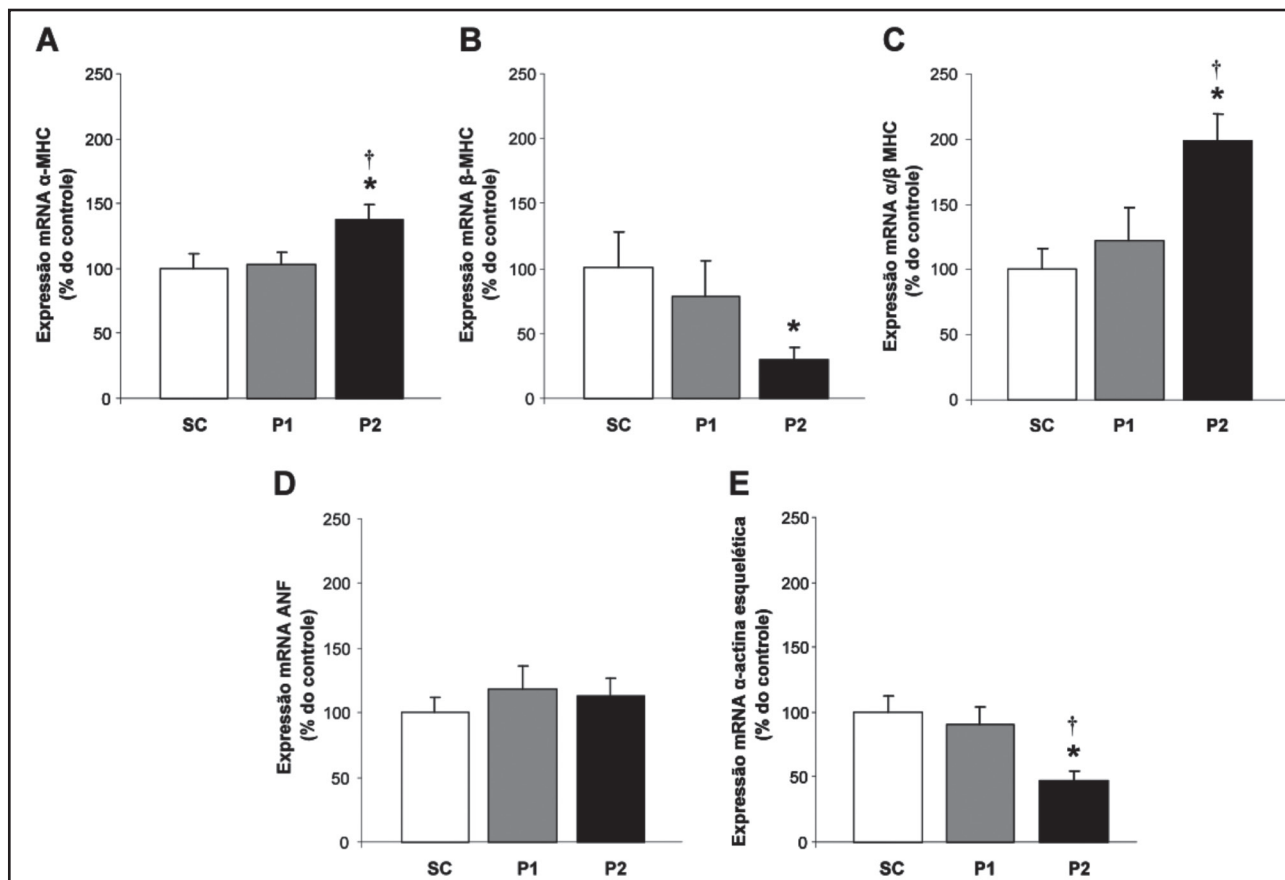 A
Expressão mRNA α-MHC
(% do controle)
250
200
150
100
50
0
†
*
SC P1 P2
B
Expressão mRNA β-MHC
(% do controle)
250
200
150
100
50
0
*
SC P1 P2
C
Expressão mRNA α/β MHC
(% do controle)
250
200
150
100
50
0
†
*
SC P1 P2
D
Expressão mRNA ANF
(% do controle)
250
200
150
100
50
0
SC P1 P2
E
Expressão mRNA α-actina esquelética
(% do controle)
250
200
150
100
50
0
†
*
SC P1 P2